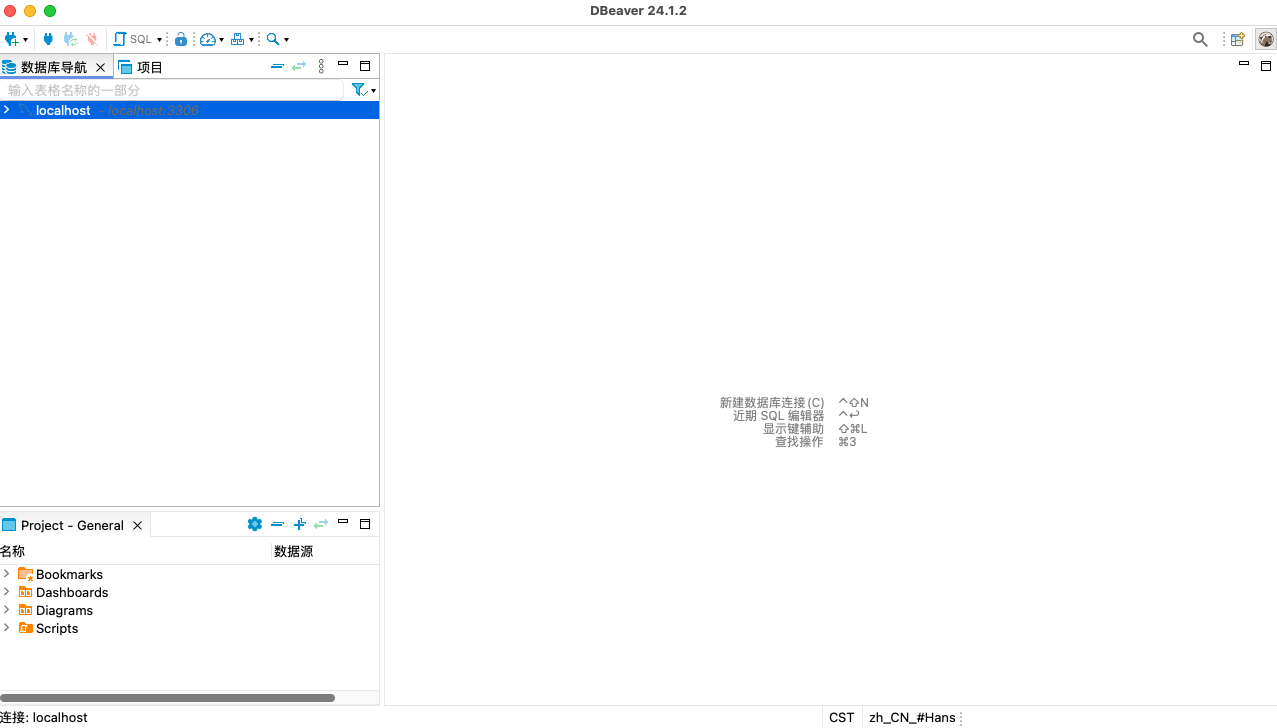 DBeaver 24.1.2
SQL
数据库导航
项目
输入表格名称的一部分
localhost - localhost:3306
新建数据库连接(C) ^⇧N
近期 SQL 编辑器 ^↩
显示键辅助 ⇧⌘L
查找操作 ⌘3
Project - General
名称 数据源
Bookmarks
Dashboards
Diagrams
Scripts
连接: localhost CST zh_CN_#Hans